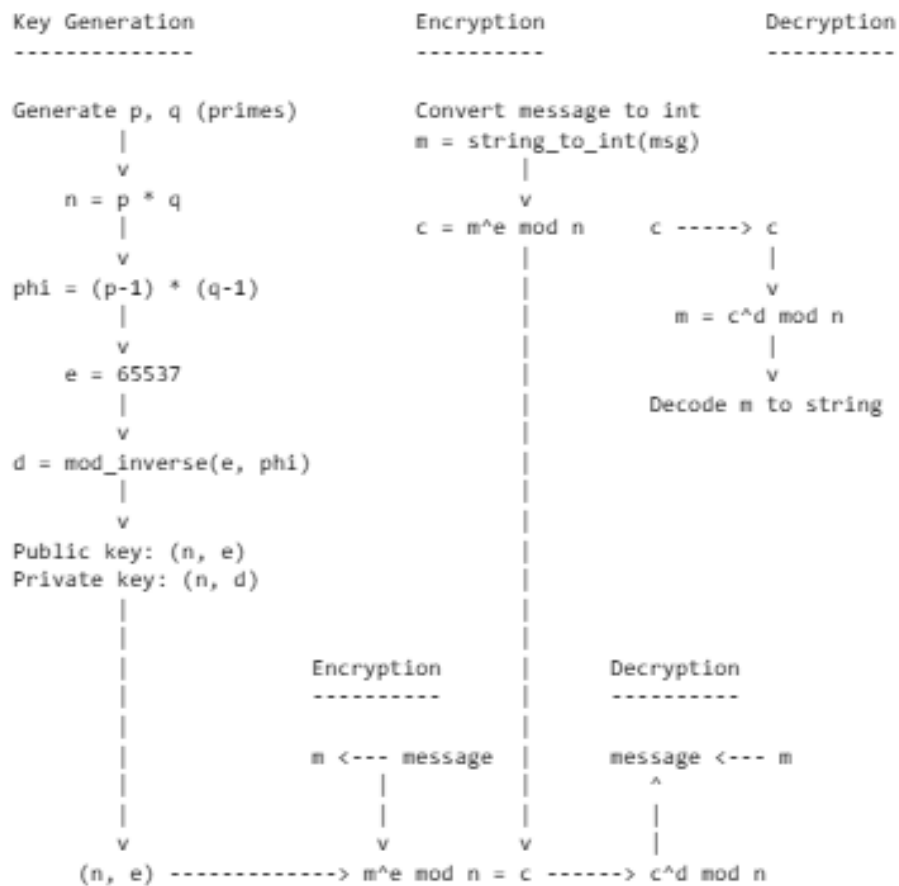 Key Generation Encryption Decryption
-------------- ---------- ----------
Generate p, q (primes) Convert message to int
| m = string_to_int(msg)
v |
n = p * q v
| c = m^e mod n c -----> c
v | |
phi = (p-1) * (q-1) | v
| | m = c^d mod n
v | |
e = 65537 | v
| | Decode m to string
v |
d = mod_inverse(e, phi) |
| |
v |
Public key: (n, e) |
Private key: (n, d) |
| |
| |
| Encryption | Decryption
| ---------- | ----------
| |
| m <--- message | message <--- m
| | | ^
| | | |
v v v |
(n, e) -------------> m^e mod n = c ------> c^d mod n